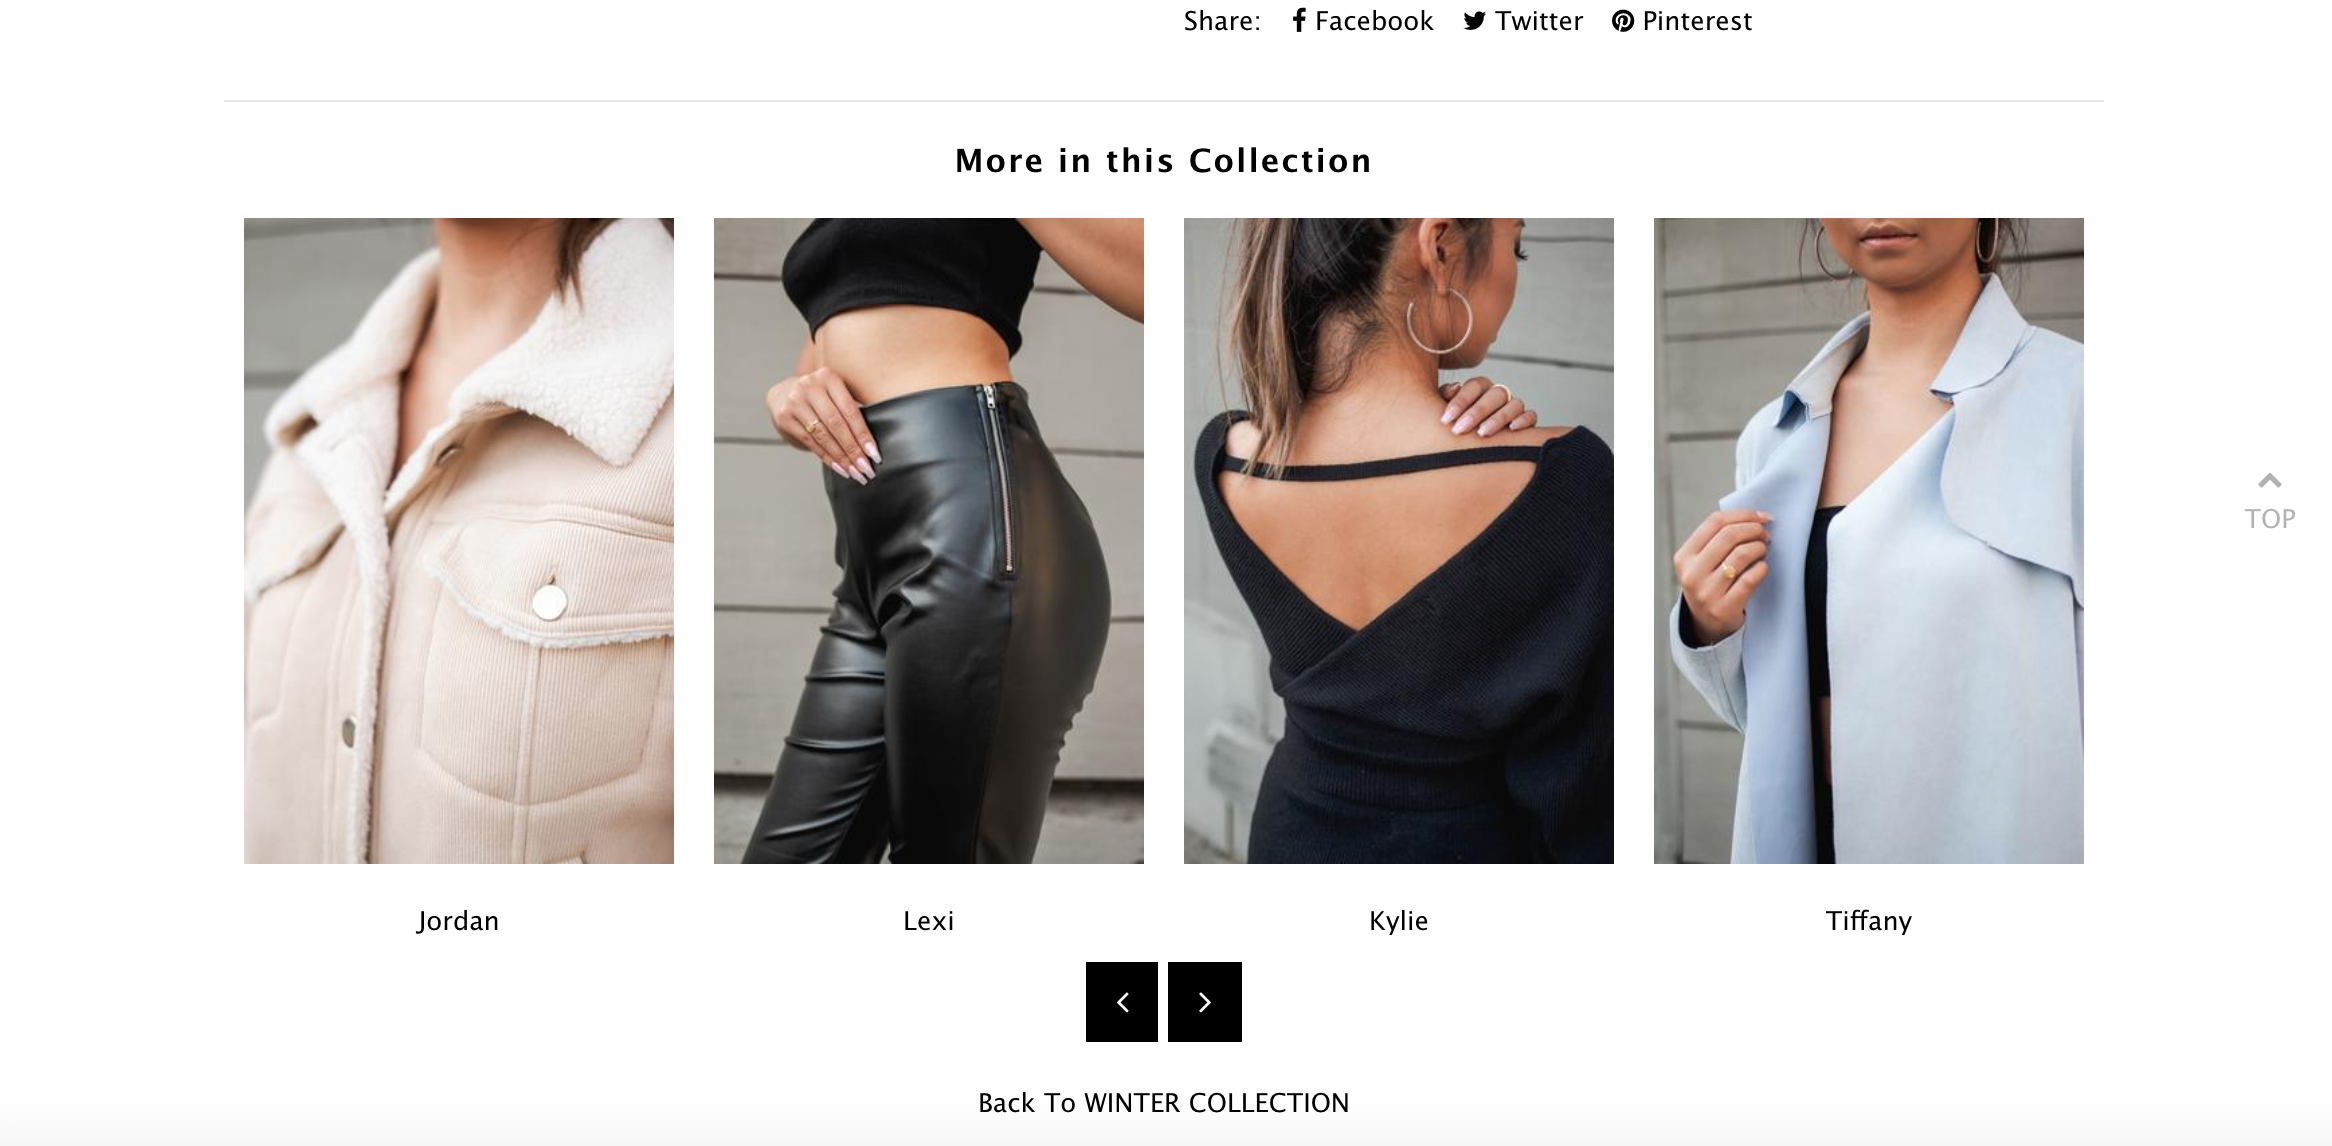 Share: Facebook Twitter Pinterest
More in this Collection
Jordan
Lexi
Kylie
Tiffany
TOP
Back To WINTER COLLECTION